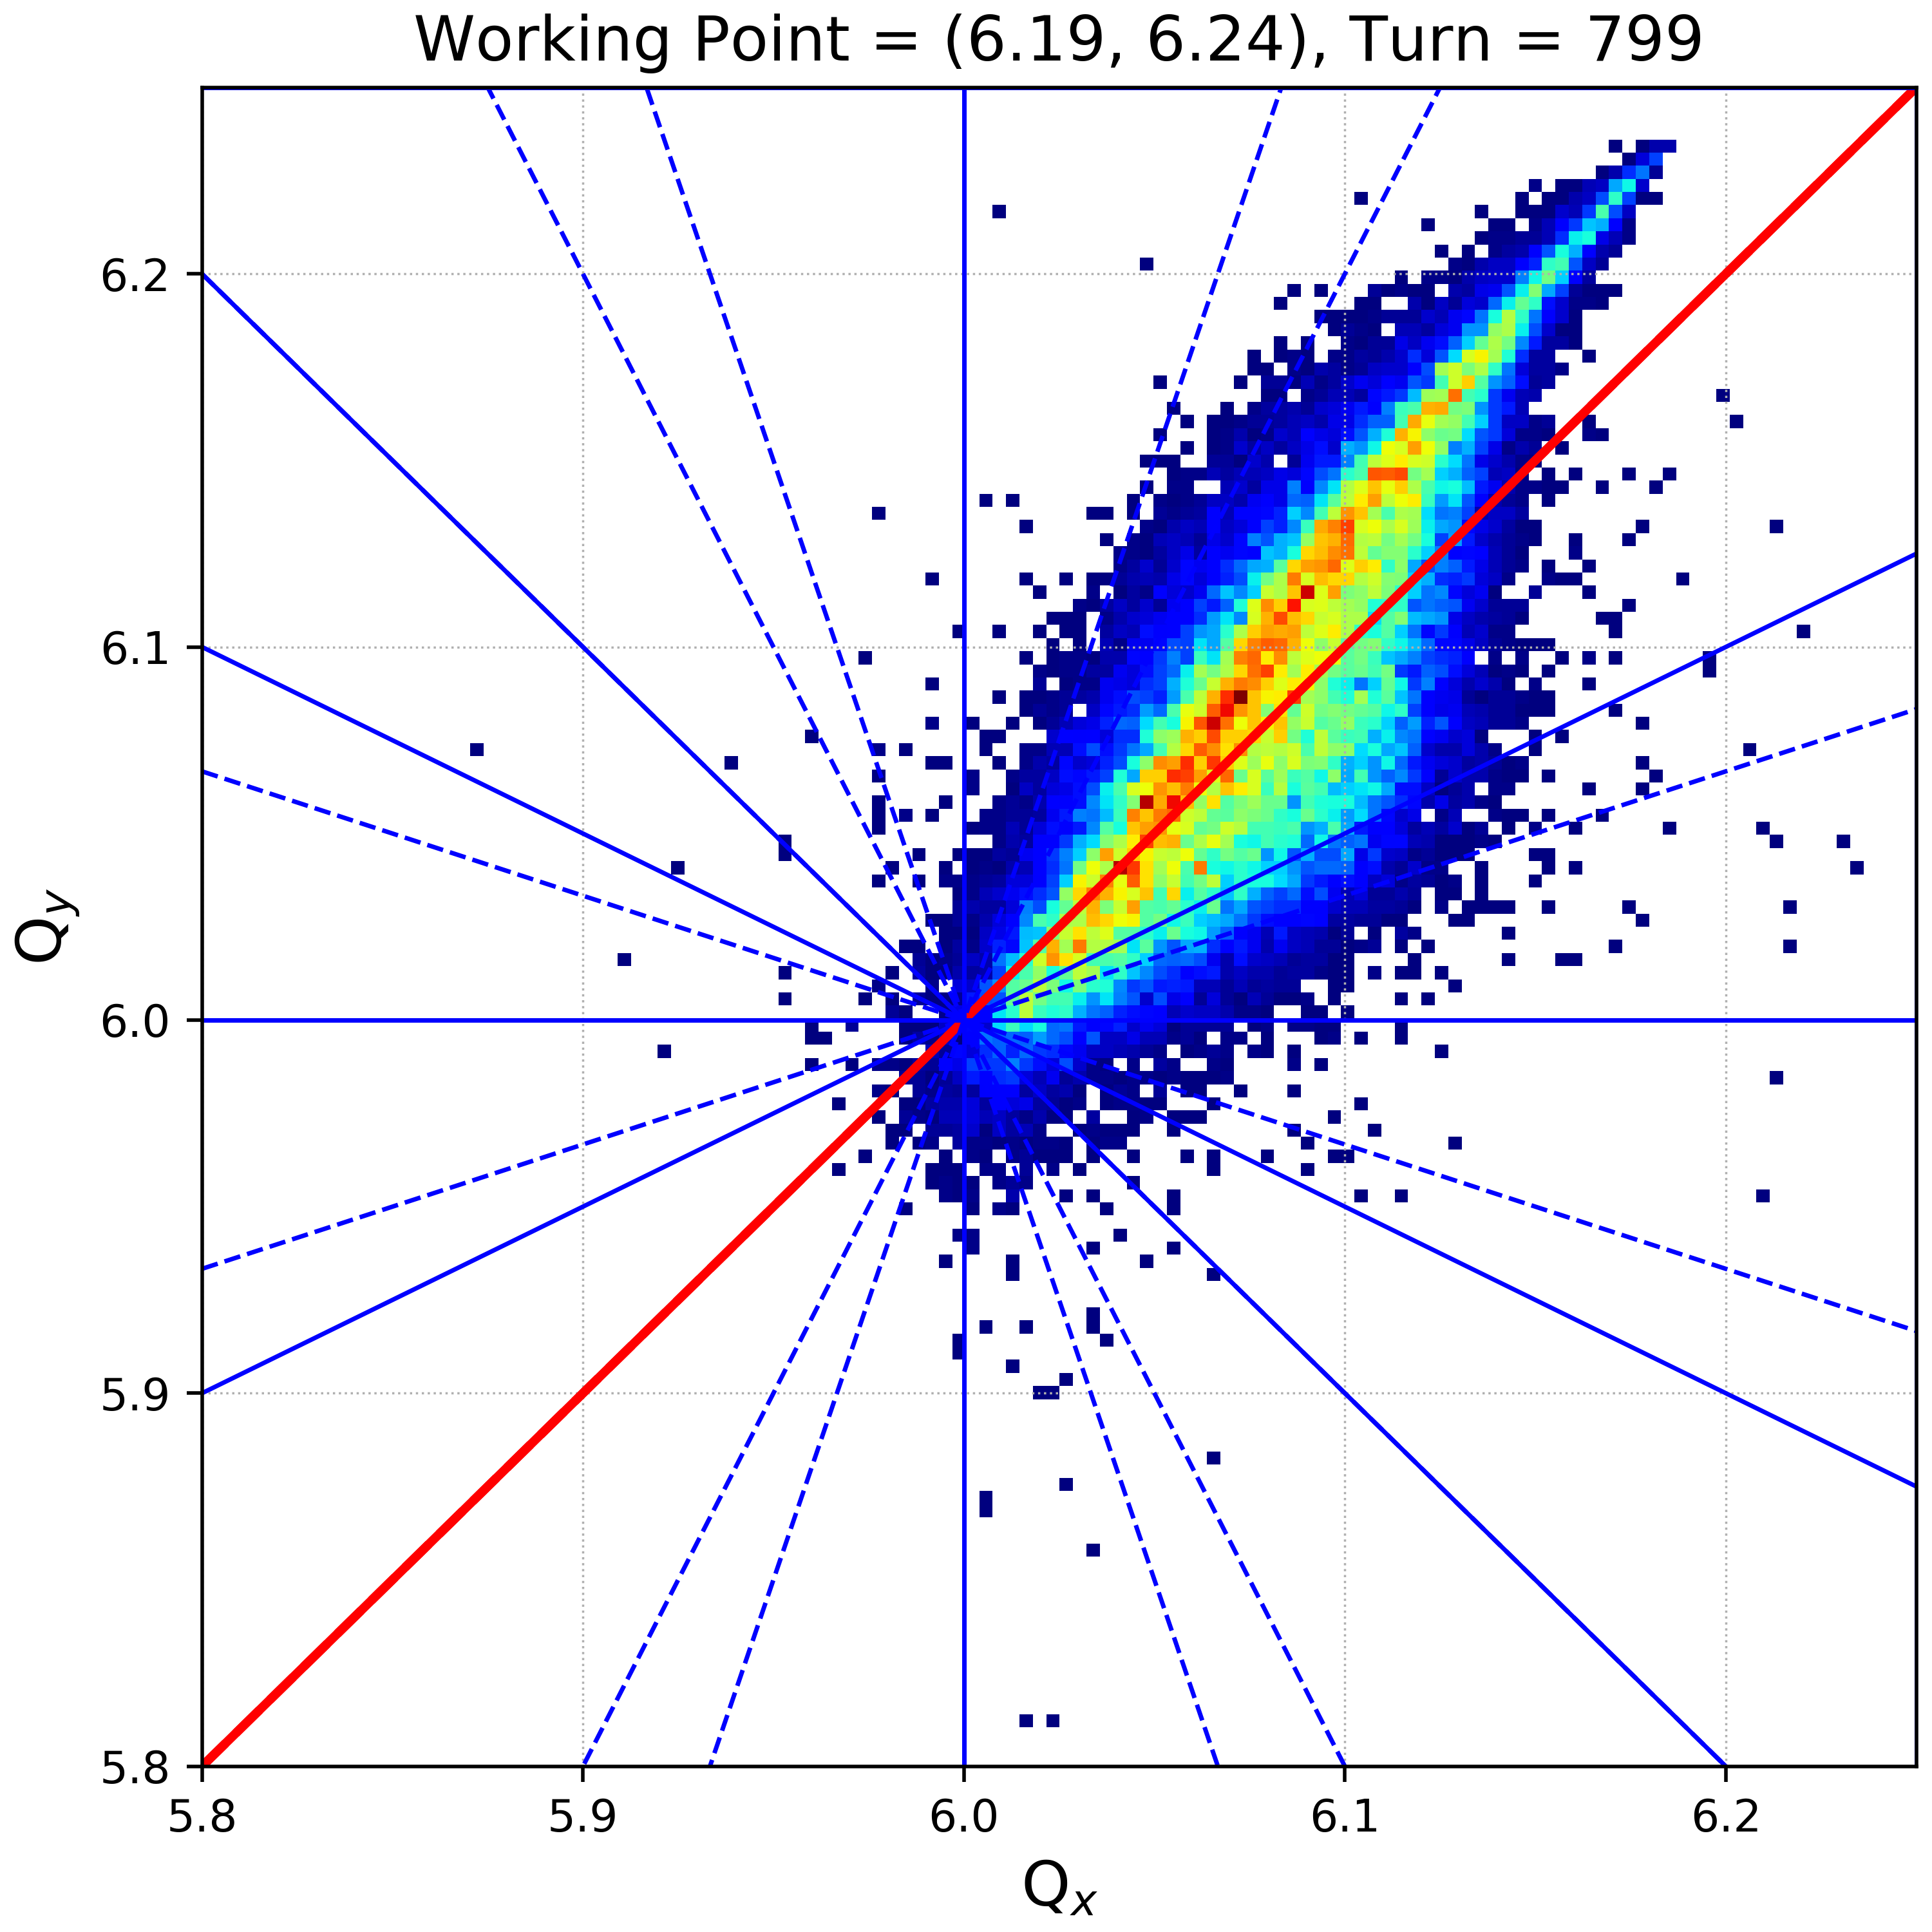 Working Point = (6.19, 6.24), Turn = 799
6.2
6.1
6.0
5.9
5.8
Qy
5.8 5.9 6.0 6.1 6.2
Qx